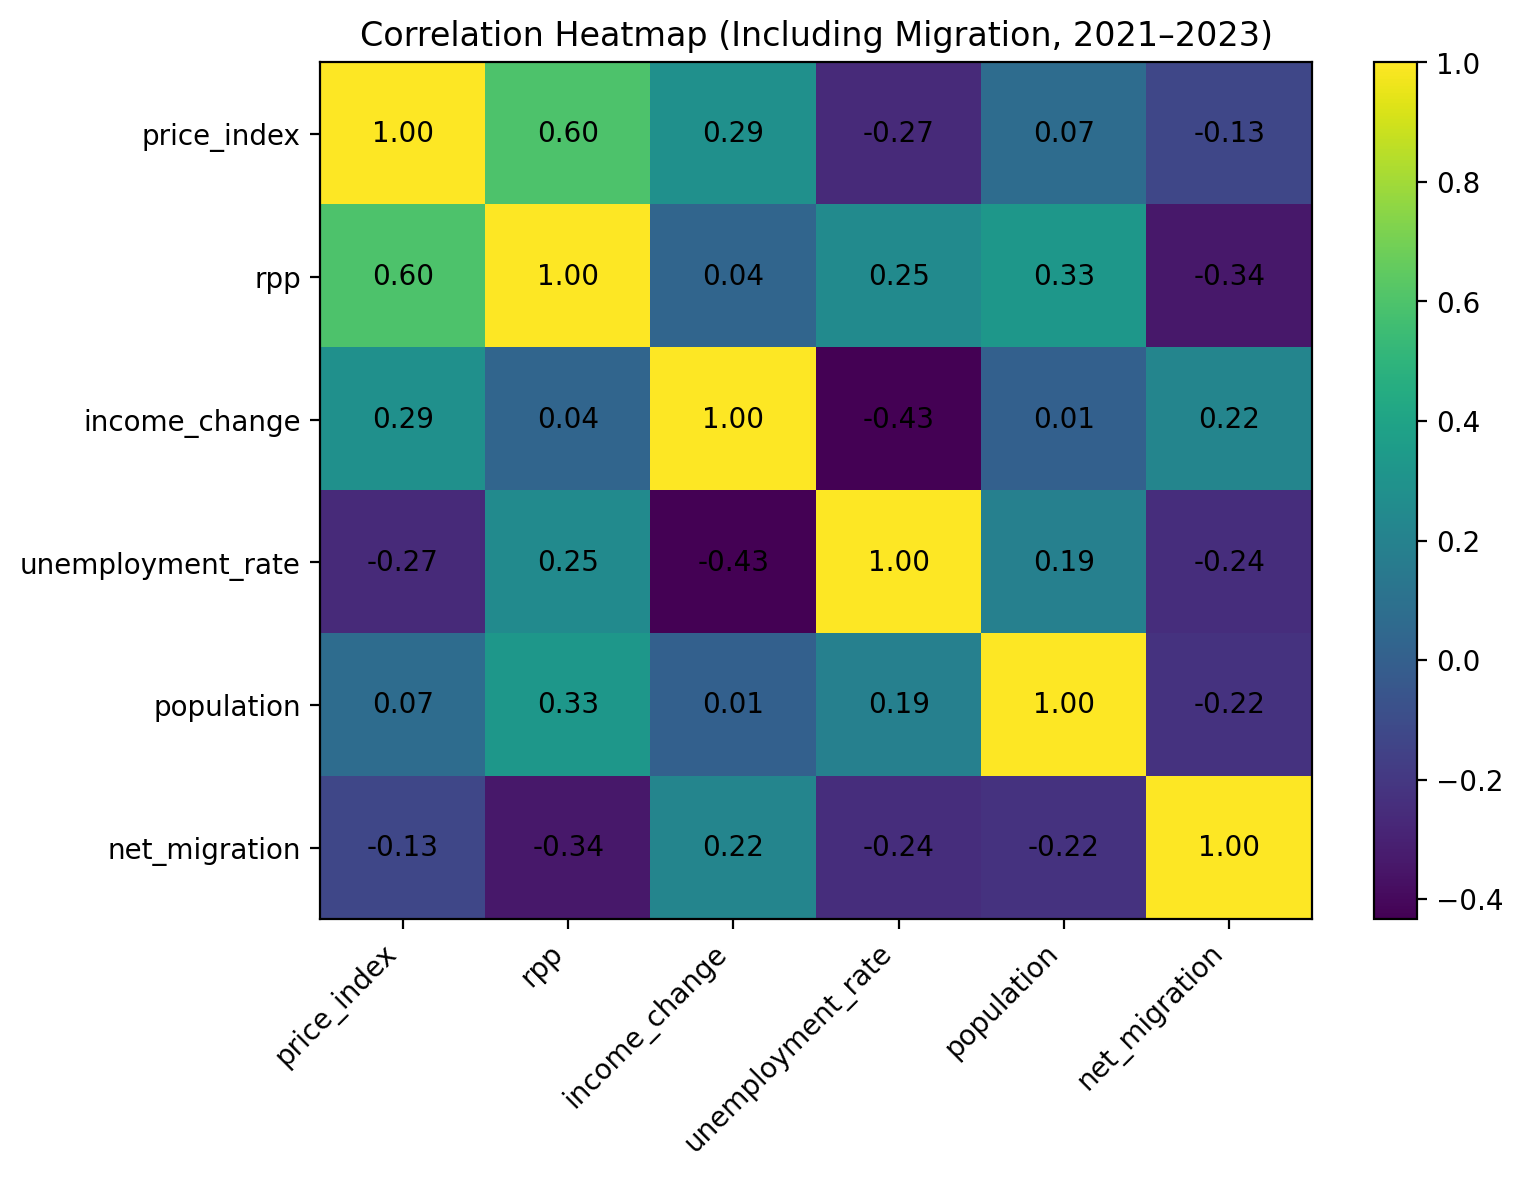 Correlation Heatmap (Including Migration, 2021–2023)
price_index 1.00 0.60 0.29 -0.27 0.07 -0.13
rpp 0.60 1.00 0.04 0.25 0.33 -0.34
income_change 0.29 0.04 1.00 -0.43 0.01 0.22
unemployment_rate -0.27 0.25 -0.43 1.00 0.19 -0.24
population 0.07 0.33 0.01 0.19 1.00 -0.22
net_migration -0.13 -0.34 0.22 -0.24 -0.22 1.00
price_index
rpp
income_change
unemployment_rate
population
net_migration
1.0
0.8
0.6
0.4
0.2
0.0
−0.2
−0.4